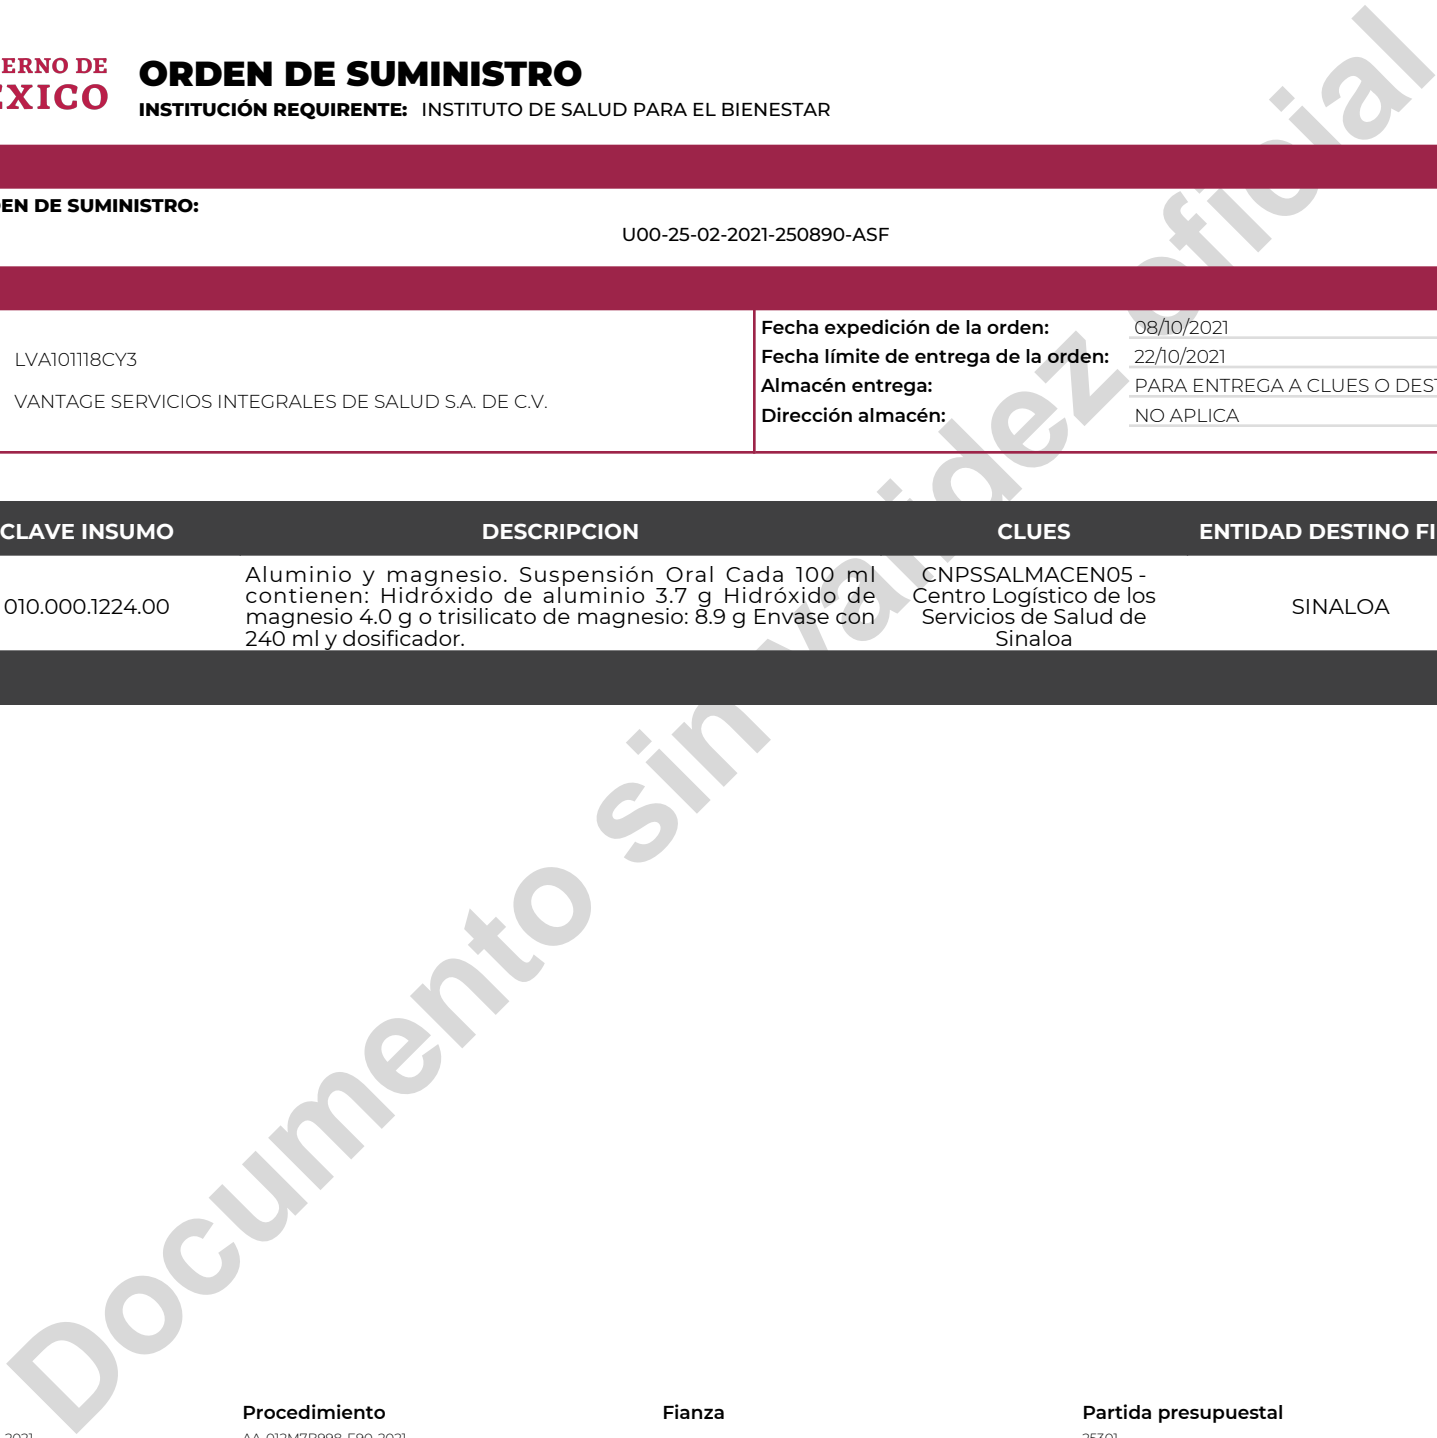 ERNO DE
EXICO
ORDEN DE SUMINISTRO
INSTITUCIÓN REQUIRENTE: INSTITUTO DE SALUD PARA EL BIENESTAR
EN DE SUMINISTRO:
U00-25-02-2021-250890-ASF
LVA101118CY3
VANTAGE SERVICIOS INTEGRALES DE SALUD S.A. DE C.V.
Fecha expedición de la orden: 08/10/2021
Fecha límite de entrega de la orden: 22/10/2021
Almacén entrega: PARA ENTREGA A CLUES O DEST
Dirección almacén: NO APLICA
CLAVE INSUMO DESCRIPCION CLUES ENTIDAD DESTINO FI
010.000.1224.00
Aluminio y magnesio. Suspensión Oral Cada 100 ml
contienen: Hidróxido de aluminio 3.7 g Hidróxido de
magnesio 4.0 g o trisilicato de magnesio: 8.9 g Envase con
240 ml y dosificador.
CNPSSALMACEN05 -
Centro Logístico de los
Servicios de Salud de
Sinaloa
SINALOA
Documento sin validez oficial
Procedimiento Fianza Partida presupuestal